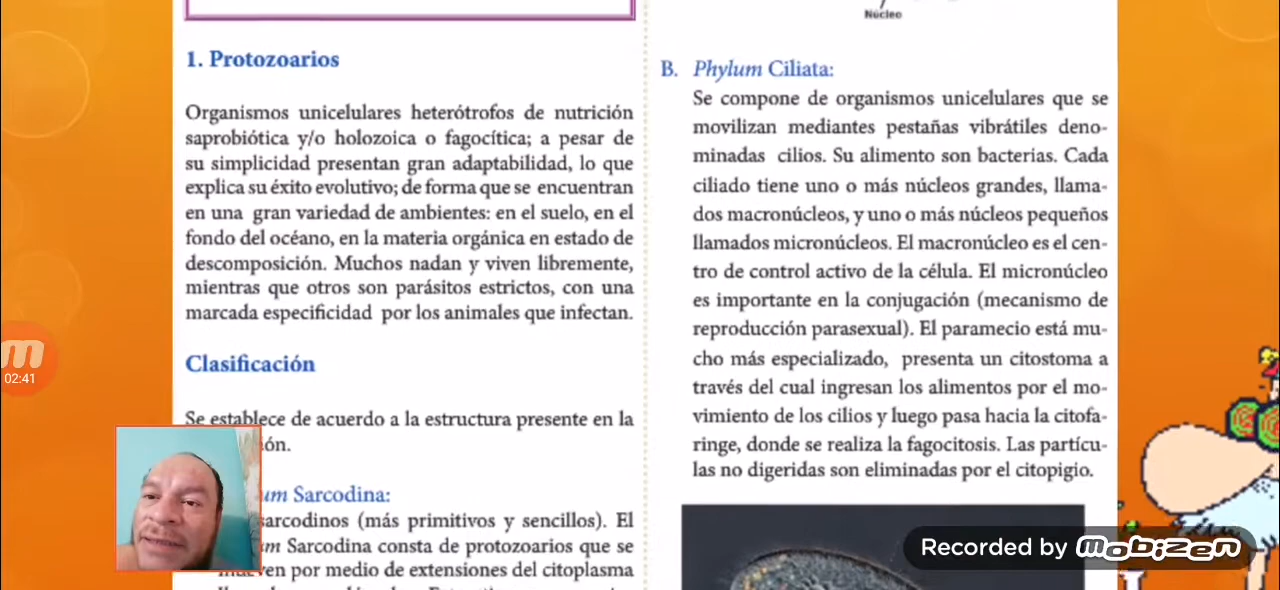 1. Protozoarios
Organismos unicelulares heterótrofos de nutrición
saprobiótica y/o holozoica o fagocítica; a pesar de
su simplicidad presentan gran adaptabilidad, lo que
explica su éxito evolutivo; de forma que se encuentran
en una gran variedad de ambientes: en el suelo, en el
fondo del océano, en la materia orgánica en estado de
descomposición. Muchos nadan y viven libremente,
mientras que otros son parásitos estrictos, con una
marcada especificidad por los animales que infectan.
Clasificación
Se establece de acuerdo a la estructura presente en la
ón.
um Sarcodina:
sarcodinos (más primitivos y sencillos). El
m Sarcodina consta de protozoarios que se
ven por medio de extensiones del citoplasma
Núcleo
B. Phylum Ciliata:
Se compone de organismos unicelulares que se
movilizan mediantes pestañas vibrátiles deno-
minadas cilios. Su alimento son bacterias. Cada
ciliado tiene uno o más núcleos grandes, llama-
dos macronúcleos, y uno o más núcleos pequeños
llamados micronúcleos. El macronúcleo es el cen-
tro de control activo de la célula. El micronúcleo
es importante en la conjugación (mecanismo de
reproducción parasexual). El paramecio está mu-
cho más especializado, presenta un citostoma a
través del cual ingresan los alimentos por el mo-
vimiento de los cilios y luego pasa hacia la citofa-
ringe, donde se realiza la fagocitosis. Las partícu-
las no digeridas son eliminadas por el citopigio.
m
02:41
Recorded by mobizen